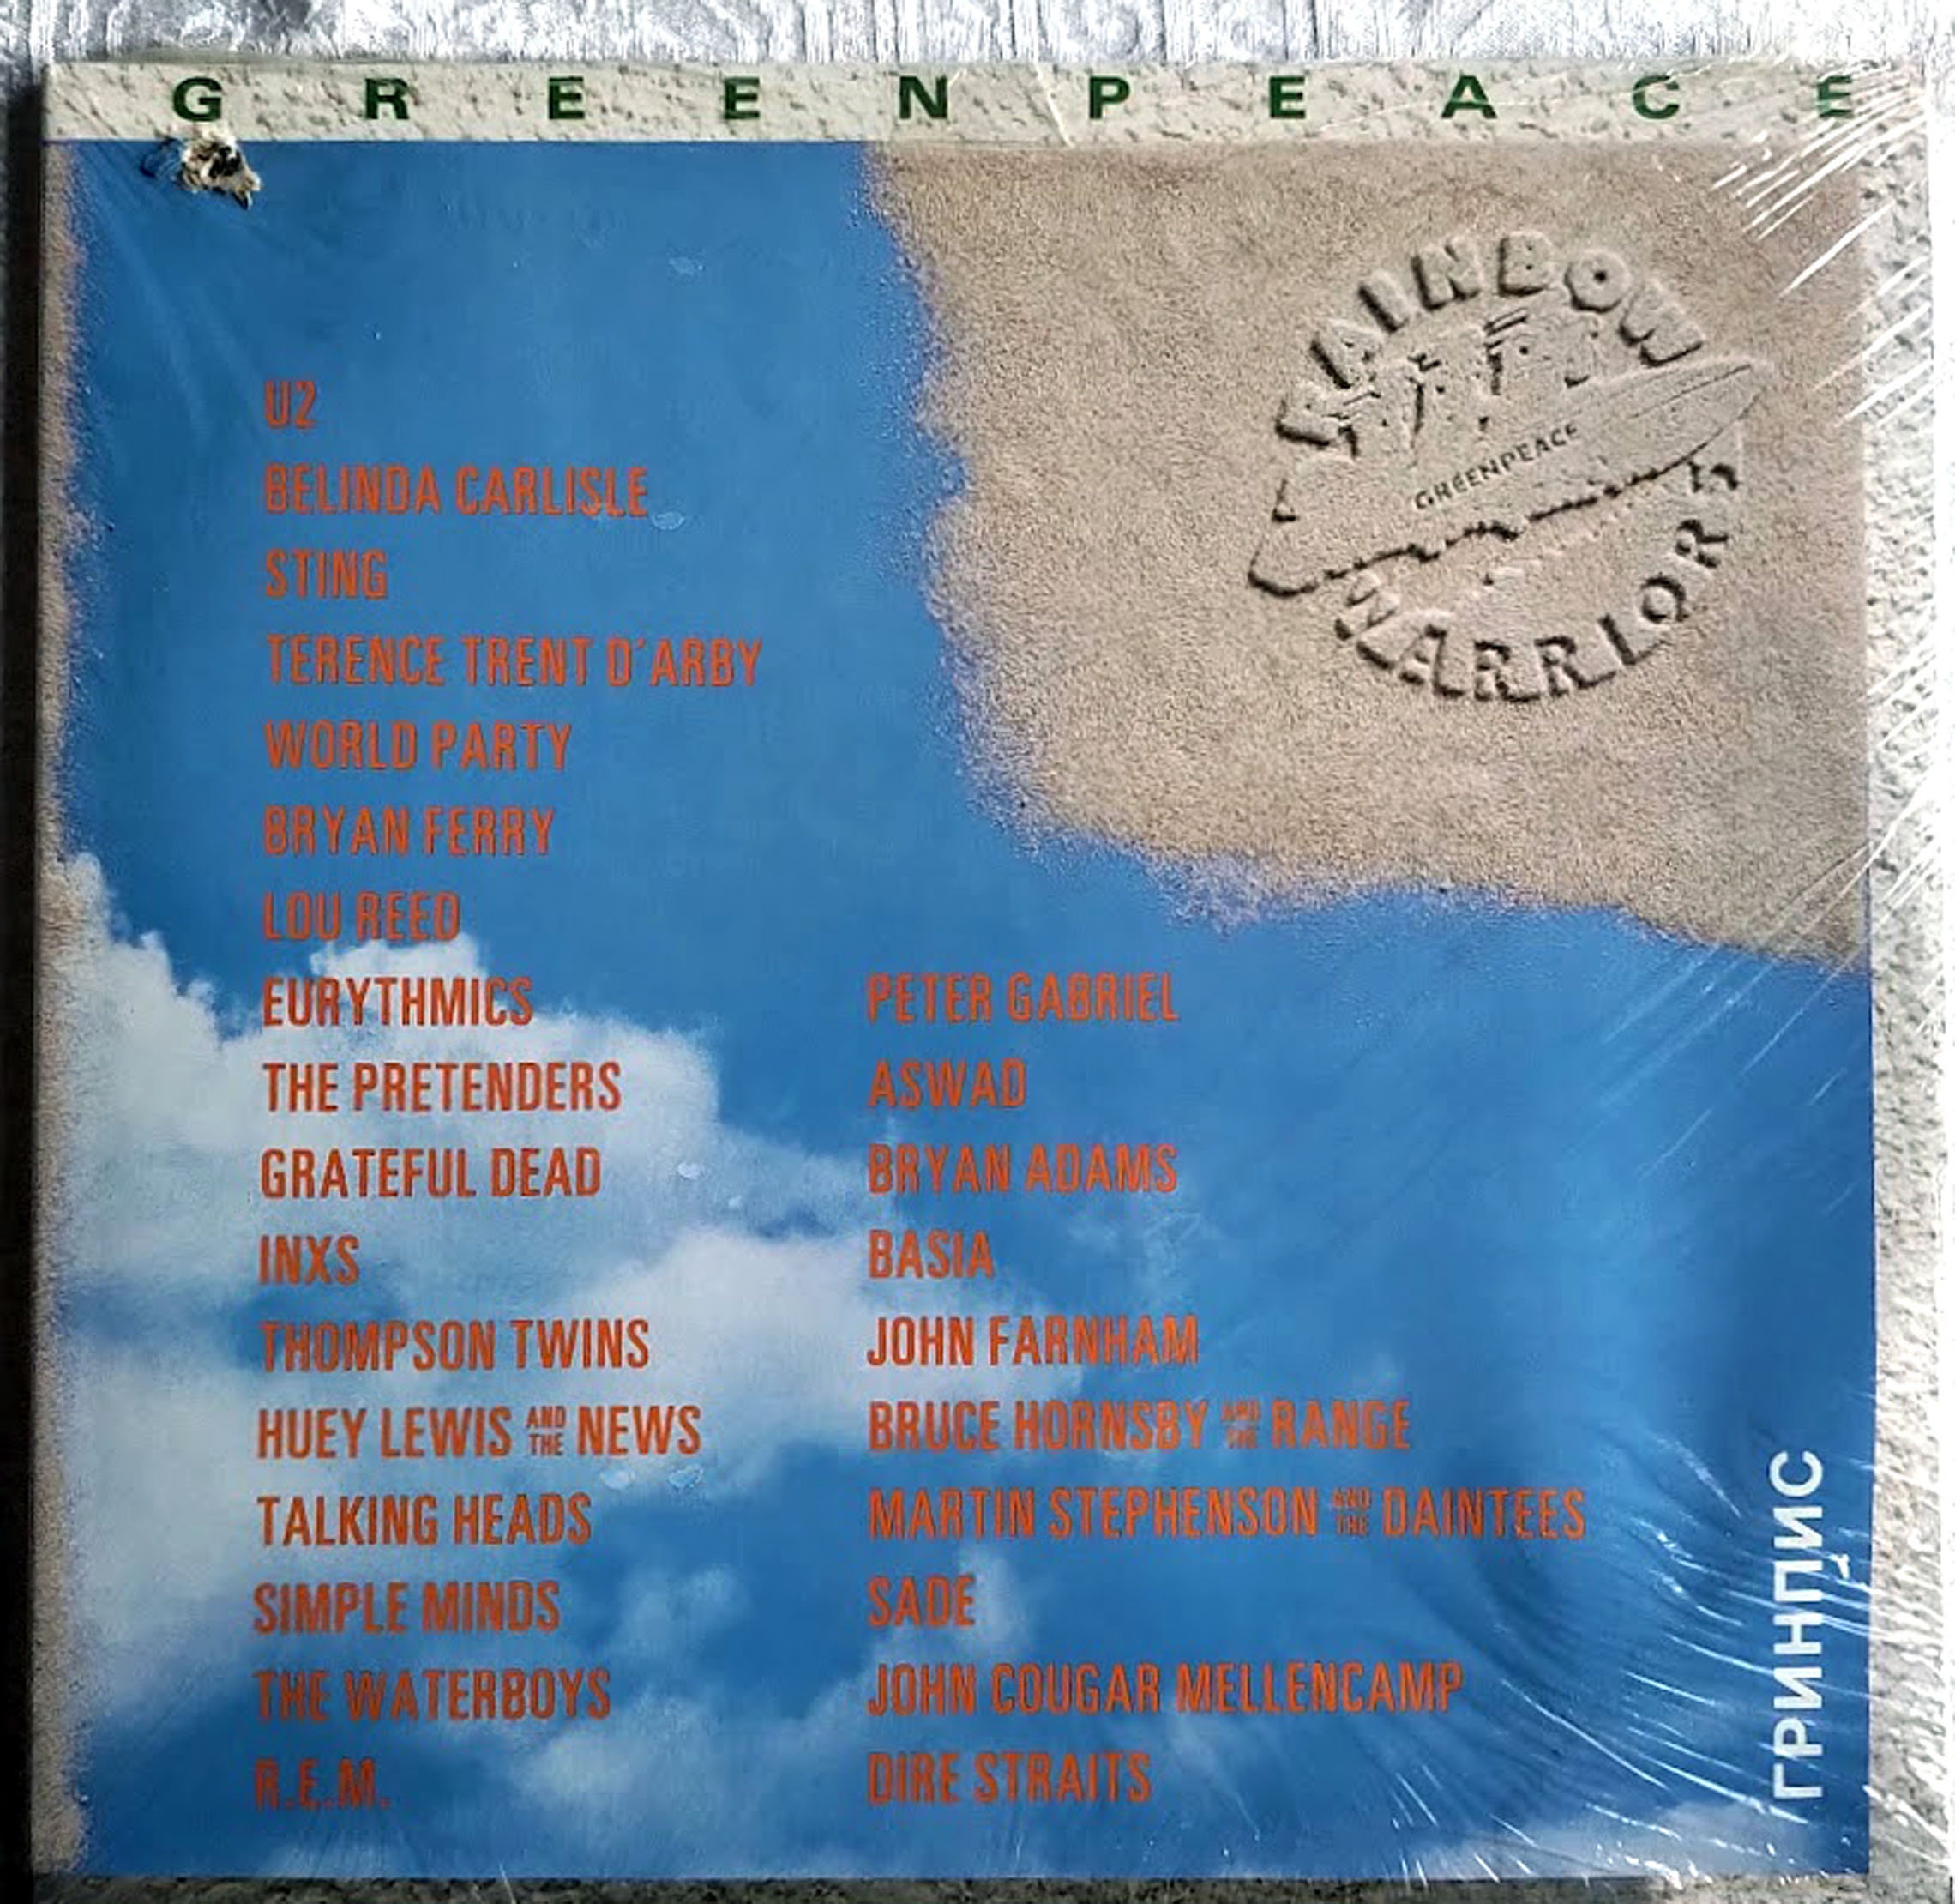 GREENPEACE
RAINBOW
GREENPEACE
WARRIORS
U2
BELINDA CARLISLE
STING
TERENCE TRENT D'ARBY
WORLD PARTY
BRYAN FERRY
LOU REED
EURYTHMICS
THE PRETENDERS
GRATEFUL DEAD
INXS
THOMPSON TWINS
HUEY LEWIS AND THE NEWS
TALKING HEADS
SIMPLE MINDS
THE WATERBOYS
R.E.M.
PETER GABRIEL
ASWAD
BRYAN ADAMS
BASIA
JOHN FARNHAM
BRUCE HORNSBY AND THE RANGE
MARTIN STEPHENSON AND THE DAINTEES
SADE
JOHN COUGAR MELLENCAMP
DIRE STRAITS
ГРИНПИС